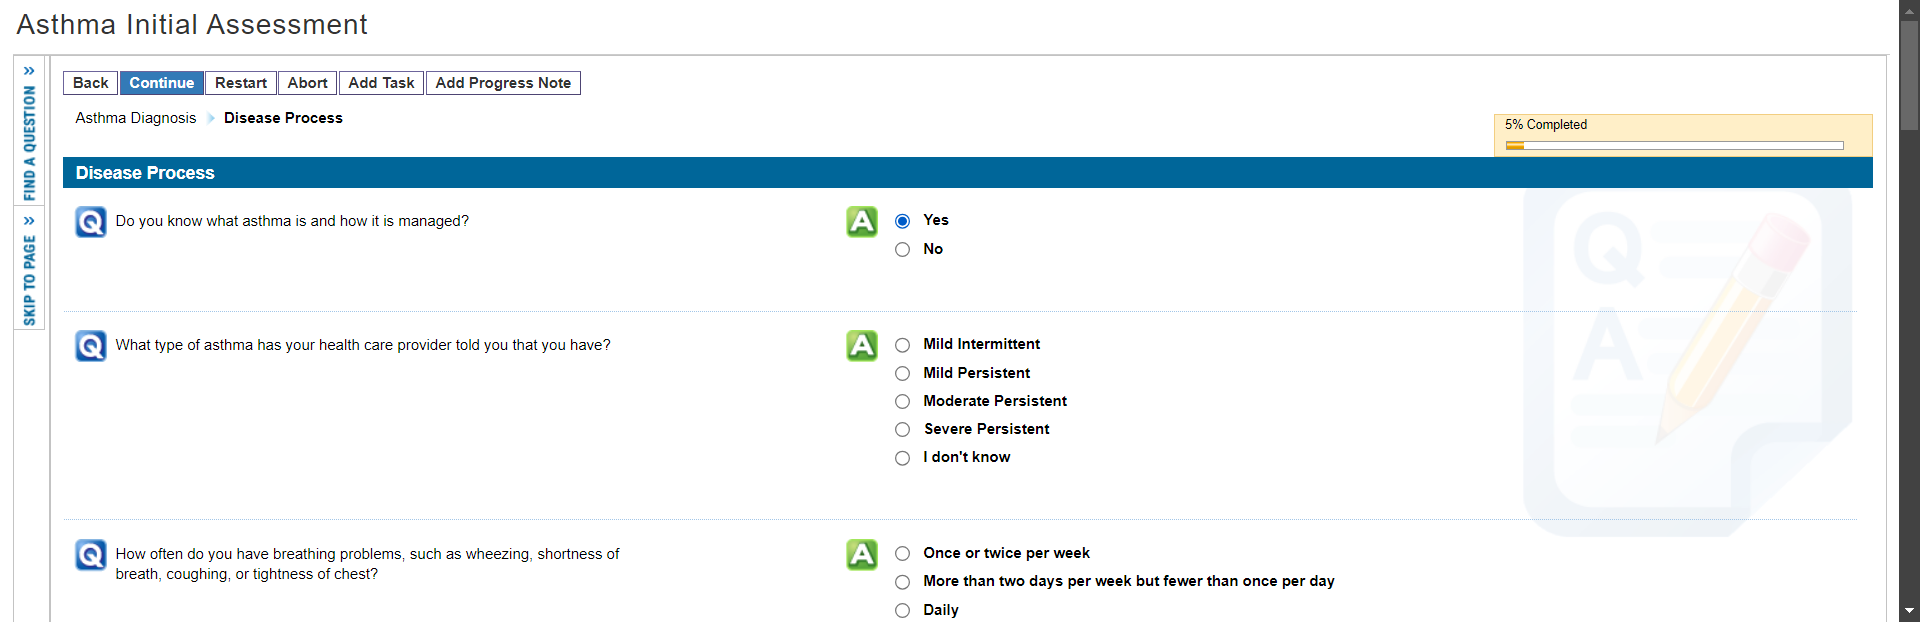 Asthma Initial Assessment
FIND A QUESTION
SKIP TO PAGE
Back Continue Restart Abort Add Task Add Progress Note
Asthma Diagnosis Disease Process
5% Completed
Disease Process
Q Do you know what asthma is and how it is managed?
A Yes
No
Q What type of asthma has your health care provider told you that you have?
A Mild Intermittent
Mild Persistent
Moderate Persistent
Severe Persistent
I don't know
Q
A
Q How often do you have breathing problems, such as wheezing, shortness of
breath, coughing, or tightness of chest?
A Once or twice per week
More than two days per week but fewer than once per day
Daily